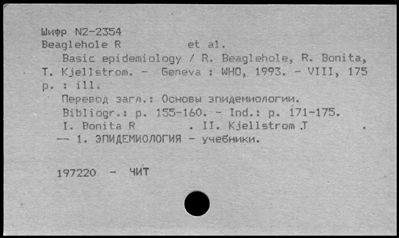 Шифр N2-2354
Beaglehole R et al.
Basic epidemiology / R. Beaglehole, R. Bonita,
T. Kjellstrom. - Geneva : WHO, 1993. - VIII, 175
p. : ill.
Перевод загл.: Основы эпидемиологии.
Bibliogr.: p. 155-160. - Ind.: p. 171-175.
I. Bonita R . II. Kjellstrom T .
-- 1. ЭПИДЕМИОЛОГИЯ - учебники.
197220 - ЧИТ